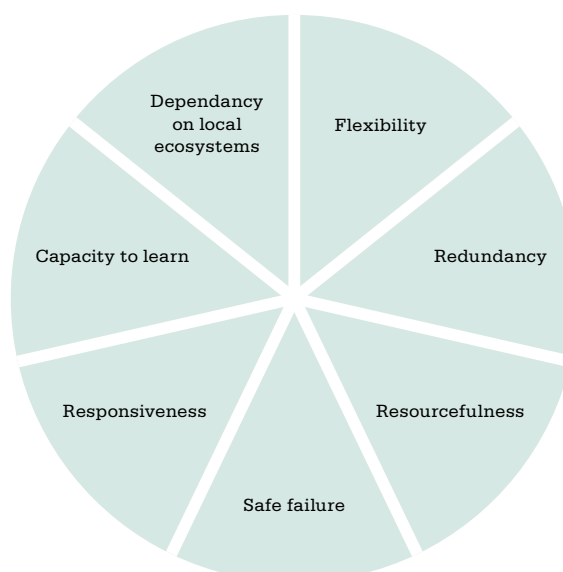 Dependancy
on local
ecosystems
Flexibility
Redundancy
Resourcefulness
Safe failure
Responsiveness
Capacity to learn